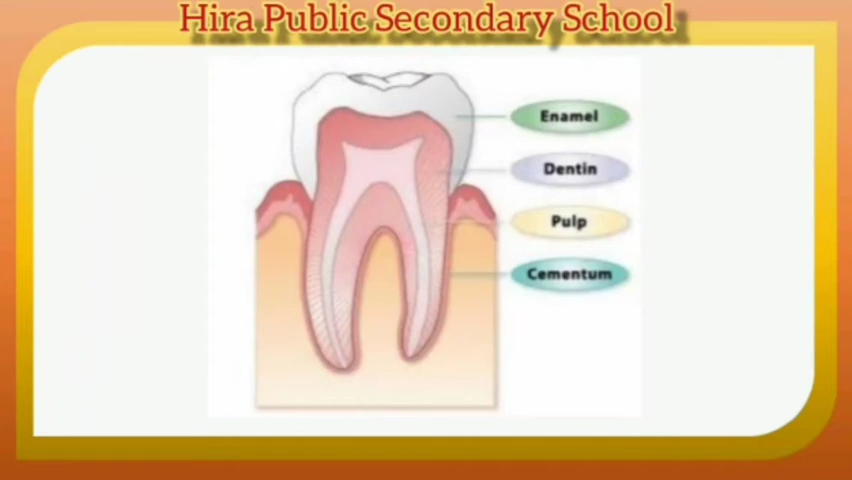 Hira Public Secondary School
Enamel
Dentin
Pulp
Cementum